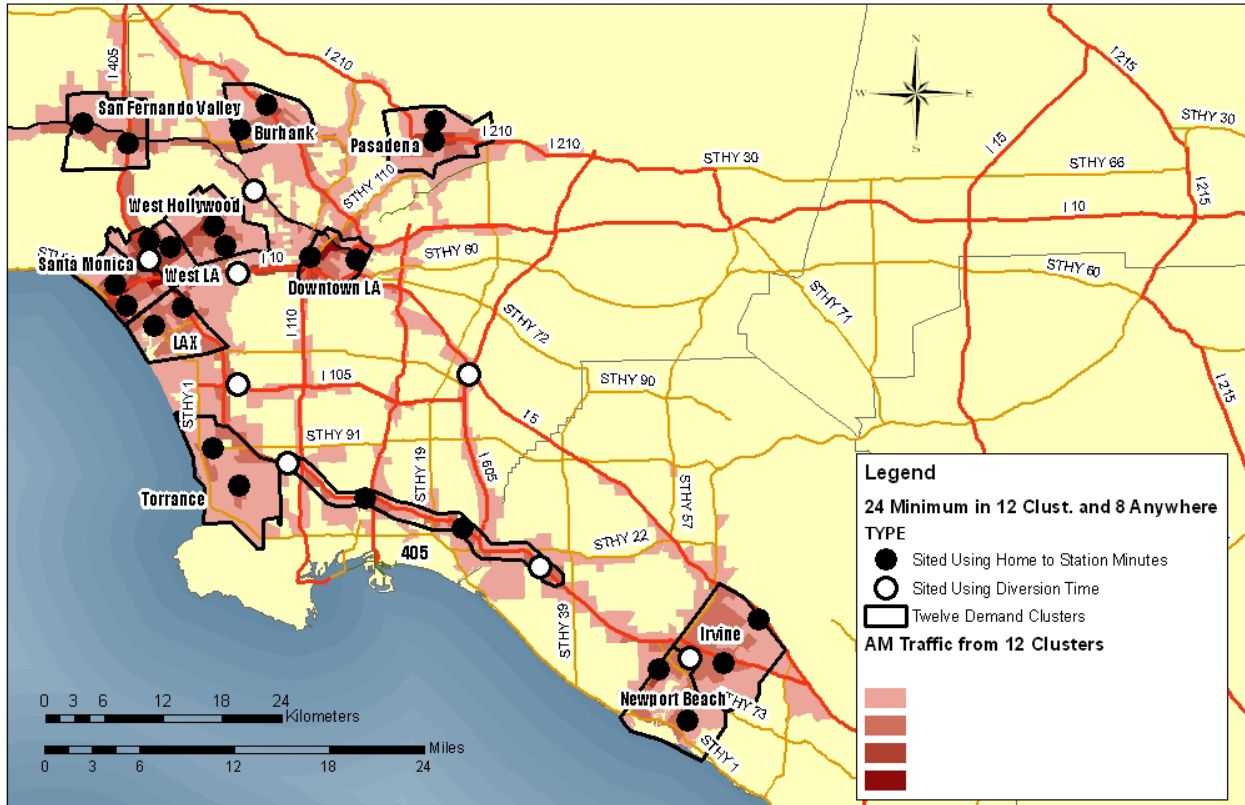 I 405
I 210
I 215
N
W E
S
San Fernando Valley
Burbank
Pasadena
I 210
I 210
STHY 30
STHY 30
I 15
STHY 66
STHY 110
I 215
West Hollywood
I 10
Santa Monica
West LA
I 10
STHY 60
STHY 60
Downtown LA
STHY 71
STHY 72
I 110
LAX
I 105
STHY 90
I 215
STHY 1
I 5
STHY 91
STHY 19
I 605
Torrance
STHY 57
405
STHY 22
STHY 39
Irvine
Newport Beach
STHY 73
STHY 1
Legend
24 Minimum in 12 Clust. and 8 Anywhere
TYPE
Sited Using Home to Station Minutes
Sited Using Diversion Time
Twelve Demand Clusters
AM Traffic from 12 Clusters
0 3 6 12 18 24
Kilometers
Miles
0 3 6 12 18 24